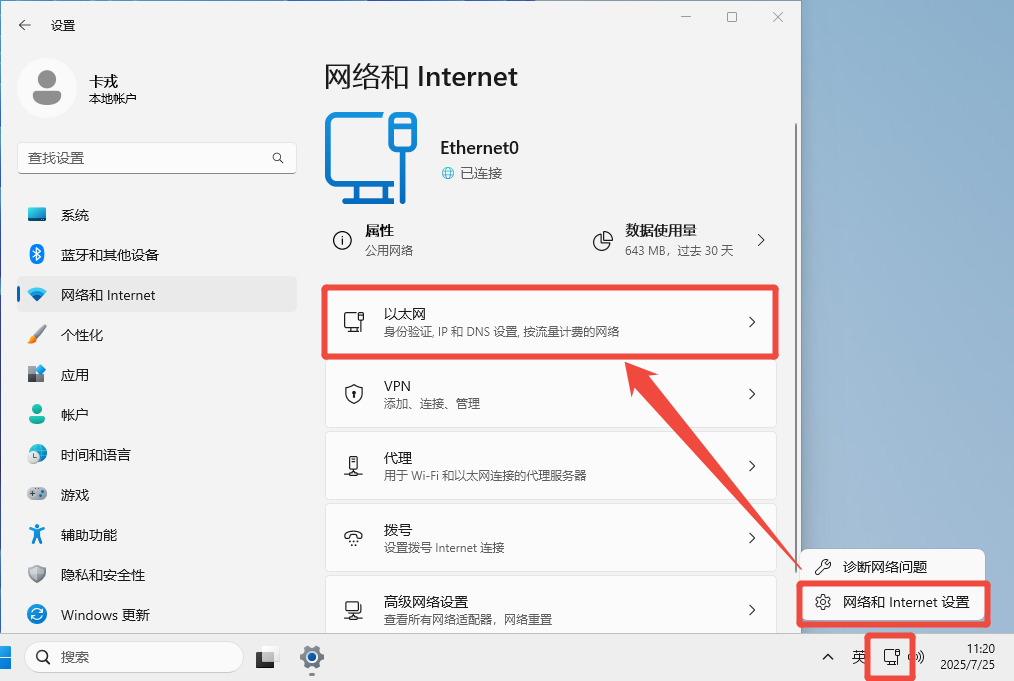 设置
卡戎
本地帐户
查找设置
系统
蓝牙和其他设备
网络和 Internet
个性化
应用
帐户
时间和语言
游戏
辅助功能
隐私和安全性
Windows 更新
网络和 Internet
Ethernet0
已连接
属性
公用网络
数据使用量
643 MB，过去 30 天
以太网
身份验证, IP 和 DNS 设置, 按流量计费的网络
VPN
添加、连接、管理
代理
用于 Wi-Fi 和以太网连接的代理服务器
拨号
设置拨号 Internet 连接
高级网络设置
查看所有网络适配器，网络重置
诊断网络问题
网络和 Internet 设置
搜索
英
11:20
2025/7/25